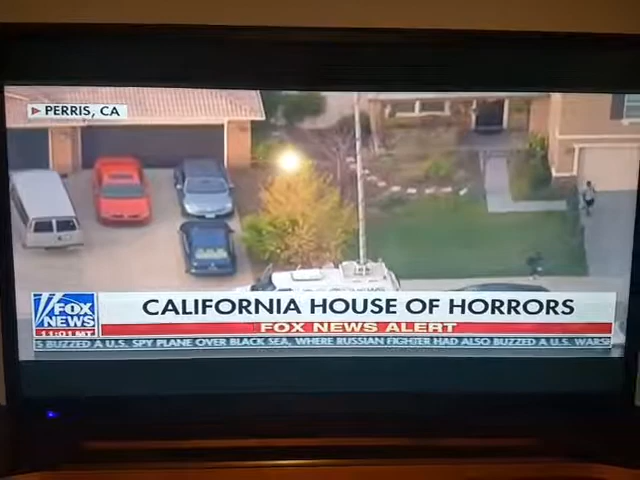 PERRIS, CA
FOX
NEWS
11:01 MT
CALIFORNIA HOUSE OF HORRORS
FOX NEWS ALERT
S BUZZED A U.S. SPY PLANE OVER BLACK SEA, WHERE RUSSIAN FIGHTER HAD ALSO BUZZED A U.S. WARSH